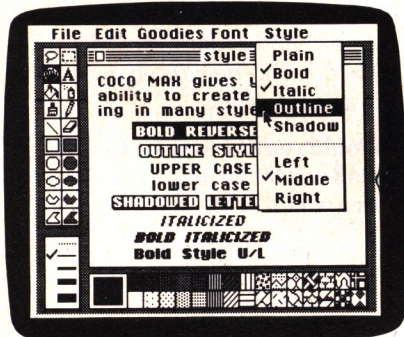 File Edit Goodies Font Style
style
COCO MAX gives y
ability to create
ing in many style
BOLD REVERSE
OUTLINE STYL
UPPER CASE
lower case
SHADOWED LETTE
ITALICIZED
BOLD ITALICIZED
Bold Style U/L
Plain
✓Bold
✓Italic
Outline
Shadow
Left
✓Middle
Right
A